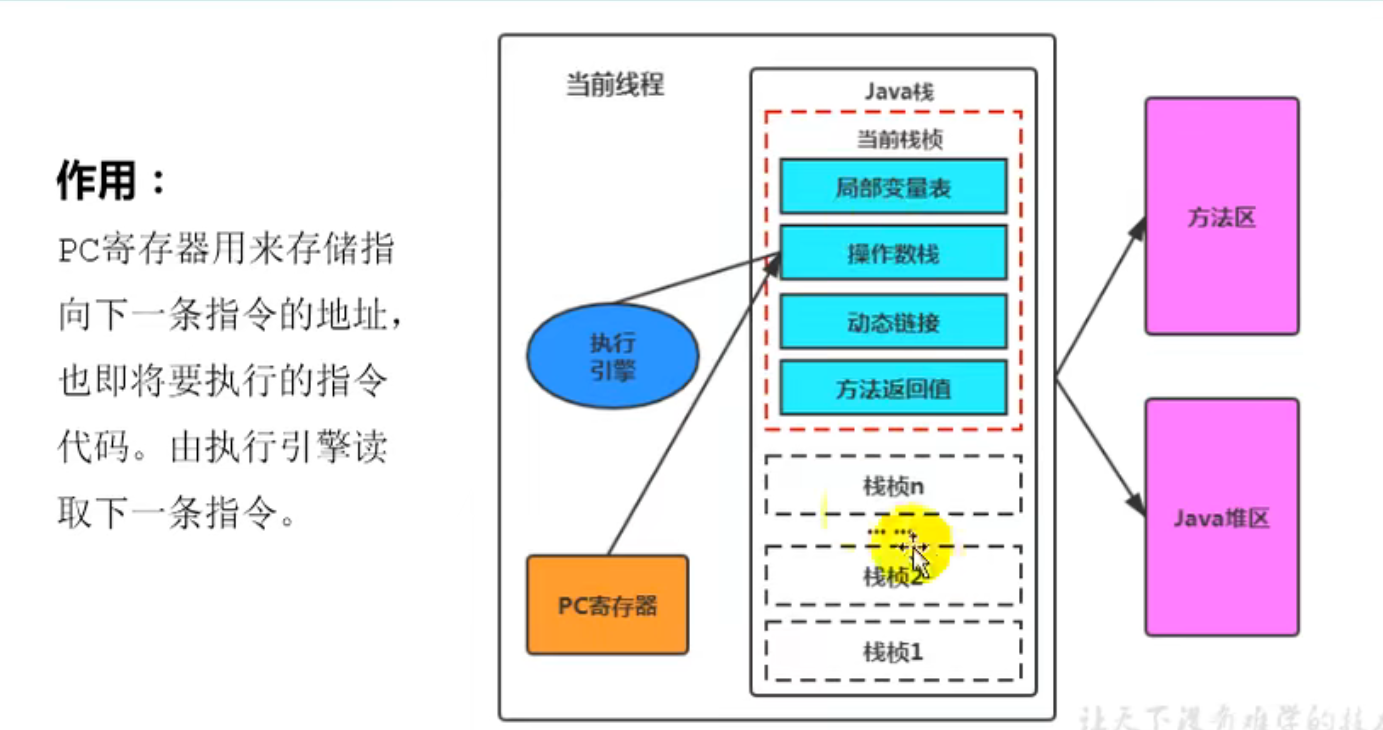 作用：
PC寄存器用来存储指
向下一条指令的地址，
也即将要执行的指令
代码。由执行引擎读
取下一条指令。
当前线程
Java栈
当前栈桢
局部变量表
操作数栈
动态链接
方法返回值
栈桢n
... ...
栈桢2
栈桢1
执行
引擎
PC寄存器
方法区
Java堆区
让天下没有难学的技